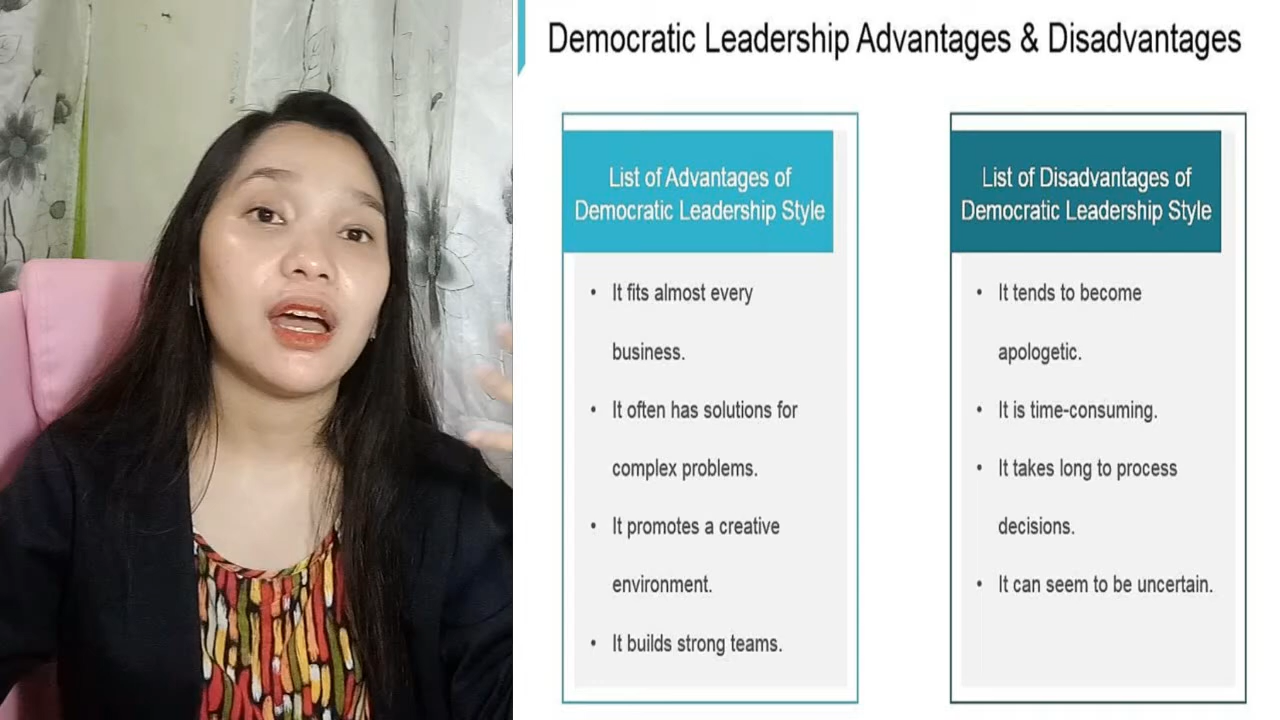 Democratic Leadership Advantages & Disadvantages
List of Advantages of
Democratic Leadership Style
• It fits almost every
business.
• It often has solutions for
complex problems.
• It promotes a creative
environment.
• It builds strong teams.
List of Disadvantages of
Democratic Leadership Style
• It tends to become
apologetic.
• It is time-consuming.
• It takes long to process
decisions.
• It can seem to be uncertain.